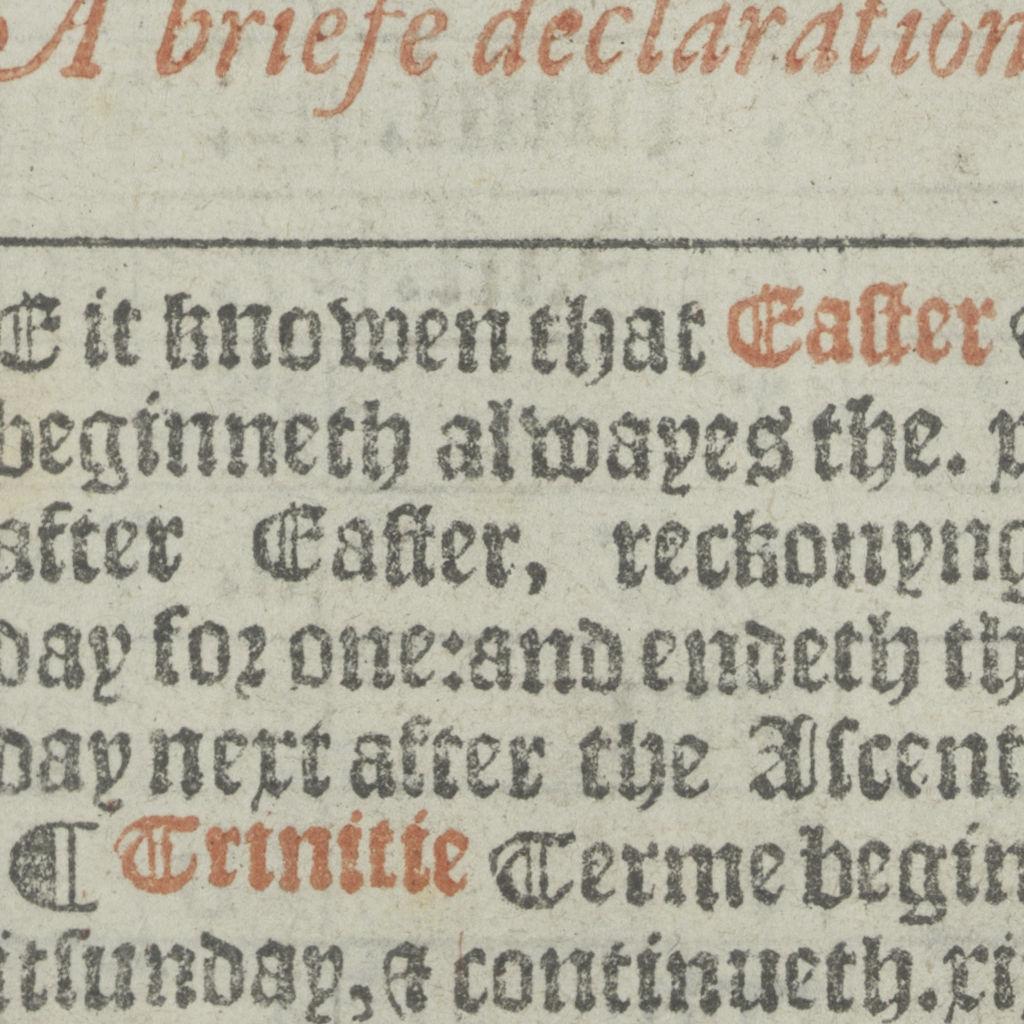 A briefe declaration
E it knowen that Eaſter
beginneth alwayes the. p
after Eaſter, reckonyng
day foꝛ one:and endeth th
day next after the Aſcent
¶ Trinitie Terme begin
itſunday, & continueth.xi